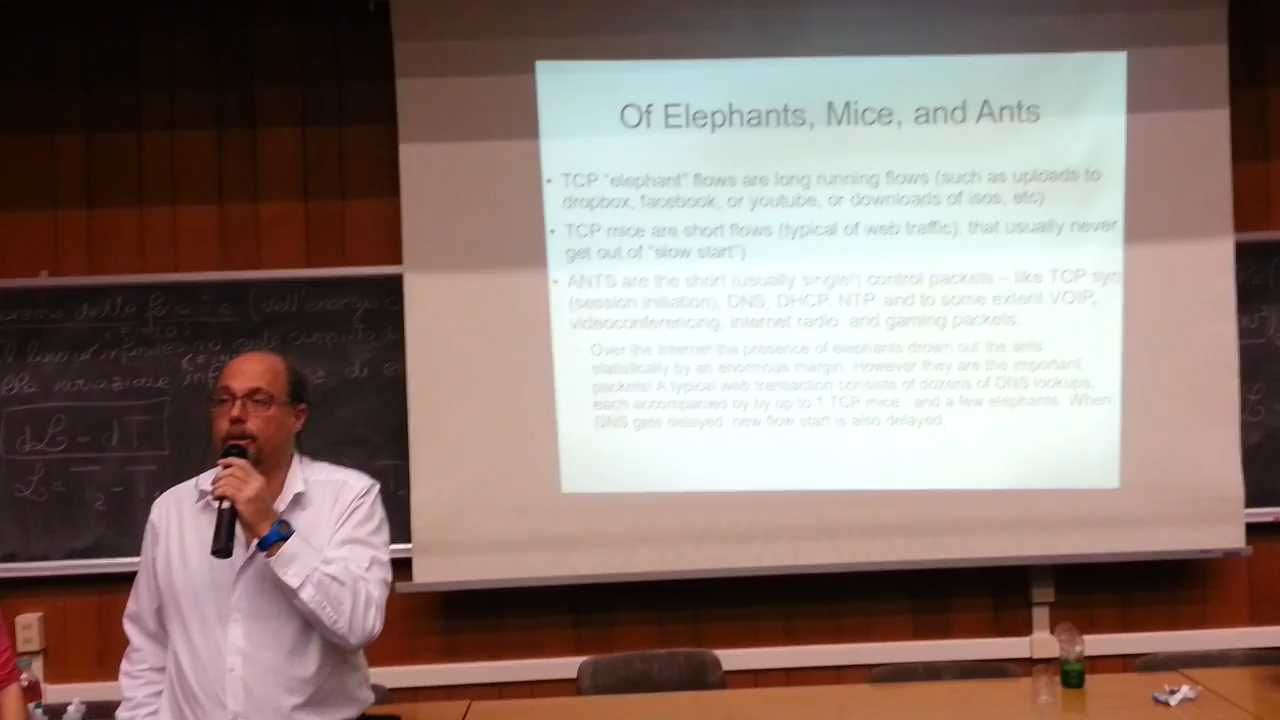 Of Elephants, Mice, and Ants
• TCP "elephant" flows are long running flows (such as uploads to
dropbox, facebook, or youtube, or downloads of isos, etc)
• TCP mice are short flows (typical of web traffic), that usually never
get out of "slow start")
• ANTS are the short (usually single!) control packets – like TCP syn
(session initiation), DNS, DHCP, NTP, and to some extent VOIP,
videoconferencing, internet radio and gaming packets.
- Over the Internet the presence of elephants drown out the ants
statistically by an enormous margin. However they are the important
packets! A typical web transaction consists of dozens of DNS lookups,
each accompanied by by up to 1 TCP mice, and a few elephants. When
DNS gets delayed, new flow start is also delayed.
(dell'energia
variazione
dL = dT